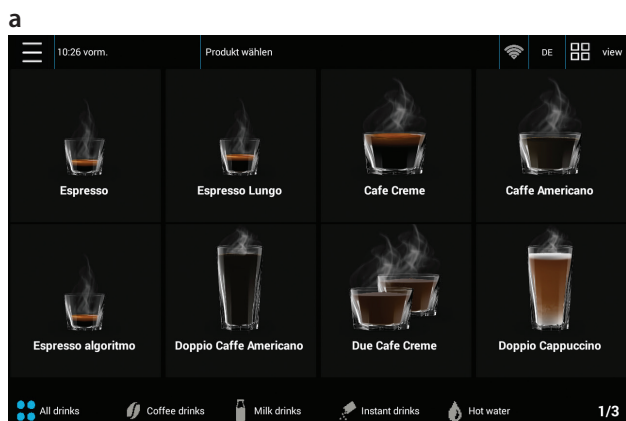 a
10:26 vorm. Produkt wählen DE view
Espresso Espresso Lungo Cafe Creme Caffe Americano
Espresso algoritmo Doppio Caffe Americano Due Cafe Creme Doppio Cappuccino
All drinks Coffee drinks Milk drinks Instant drinks Hot water 1/3